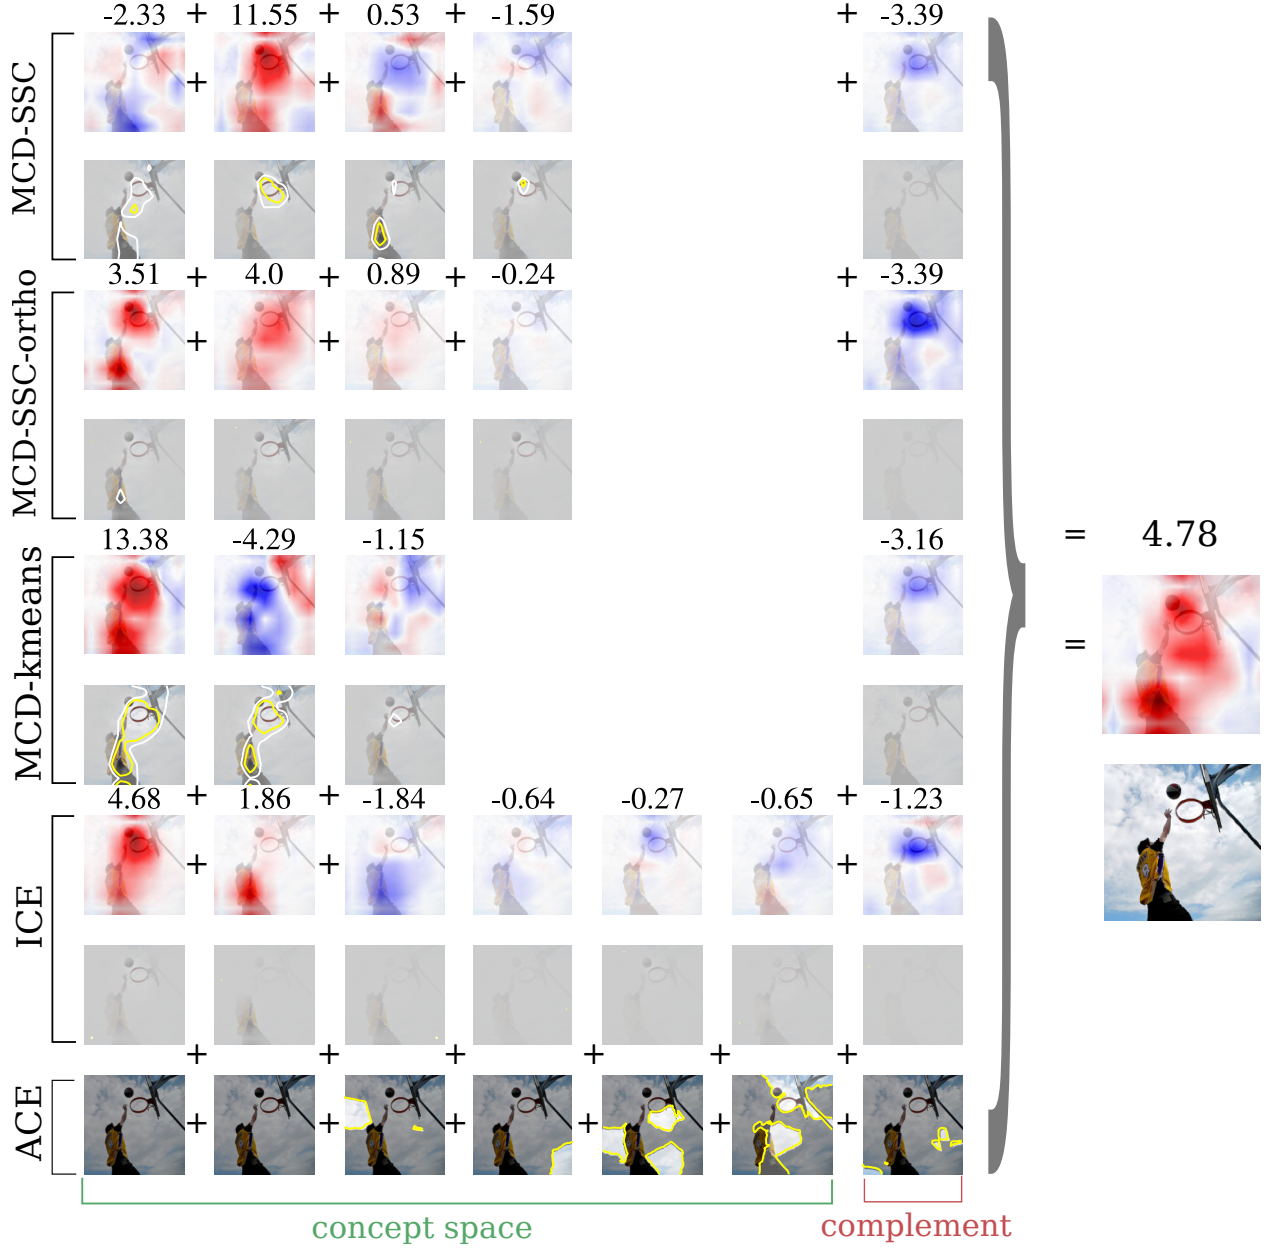 -2.33 + 11.55 + 0.53 + -1.59 + -3.39
MCD-SSC
+ + + +
3.51 + 4.0 + 0.89 + -0.24 + -3.39
MCD-SSC-ortho
+ + + +
13.38 -4.29 -1.15 -3.16
MCD-kmeans
= 4.78
=
4.68 + 1.86 + -1.84 + -0.64 -0.27 -0.65 + -1.23
ICE
+ + +
+ + + + + +
ACE
+ + + + + +
concept space
complement